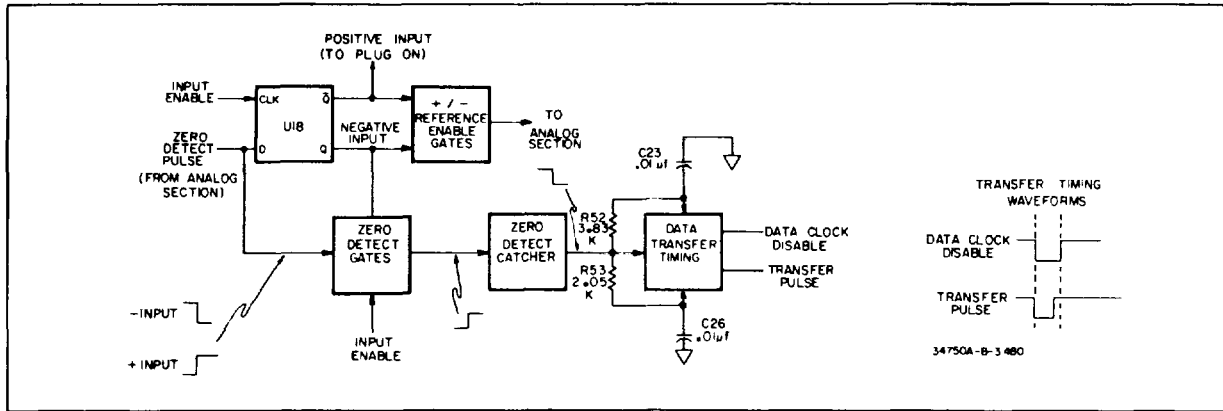 POSITIVE INPUT
(TO PLUG ON)
INPUT
ENABLE
CLK
Q̅
U18
ZERO
DETECT
PULSE
D
Q
(FROM ANALOG
SECTION)
NEGATIVE
INPUT
+ / -
REFERENCE
ENABLE
GATES
TO
ANALOG
SECTION
ZERO
DETECT
GATES
INPUT
ENABLE
ZERO
DETECT
CATCHER
C23
.01µf
R52
3.83
K
R53
2.05
K
DATA
TRANSFER
TIMING
DATA CLOCK
DISABLE
TRANSFER
PULSE
C26
.01µf
-INPUT
+INPUT
TRANSFER TIMING
WAVEFORMS
DATA CLOCK
DISABLE
TRANSFER
PULSE
34750A-B-3480